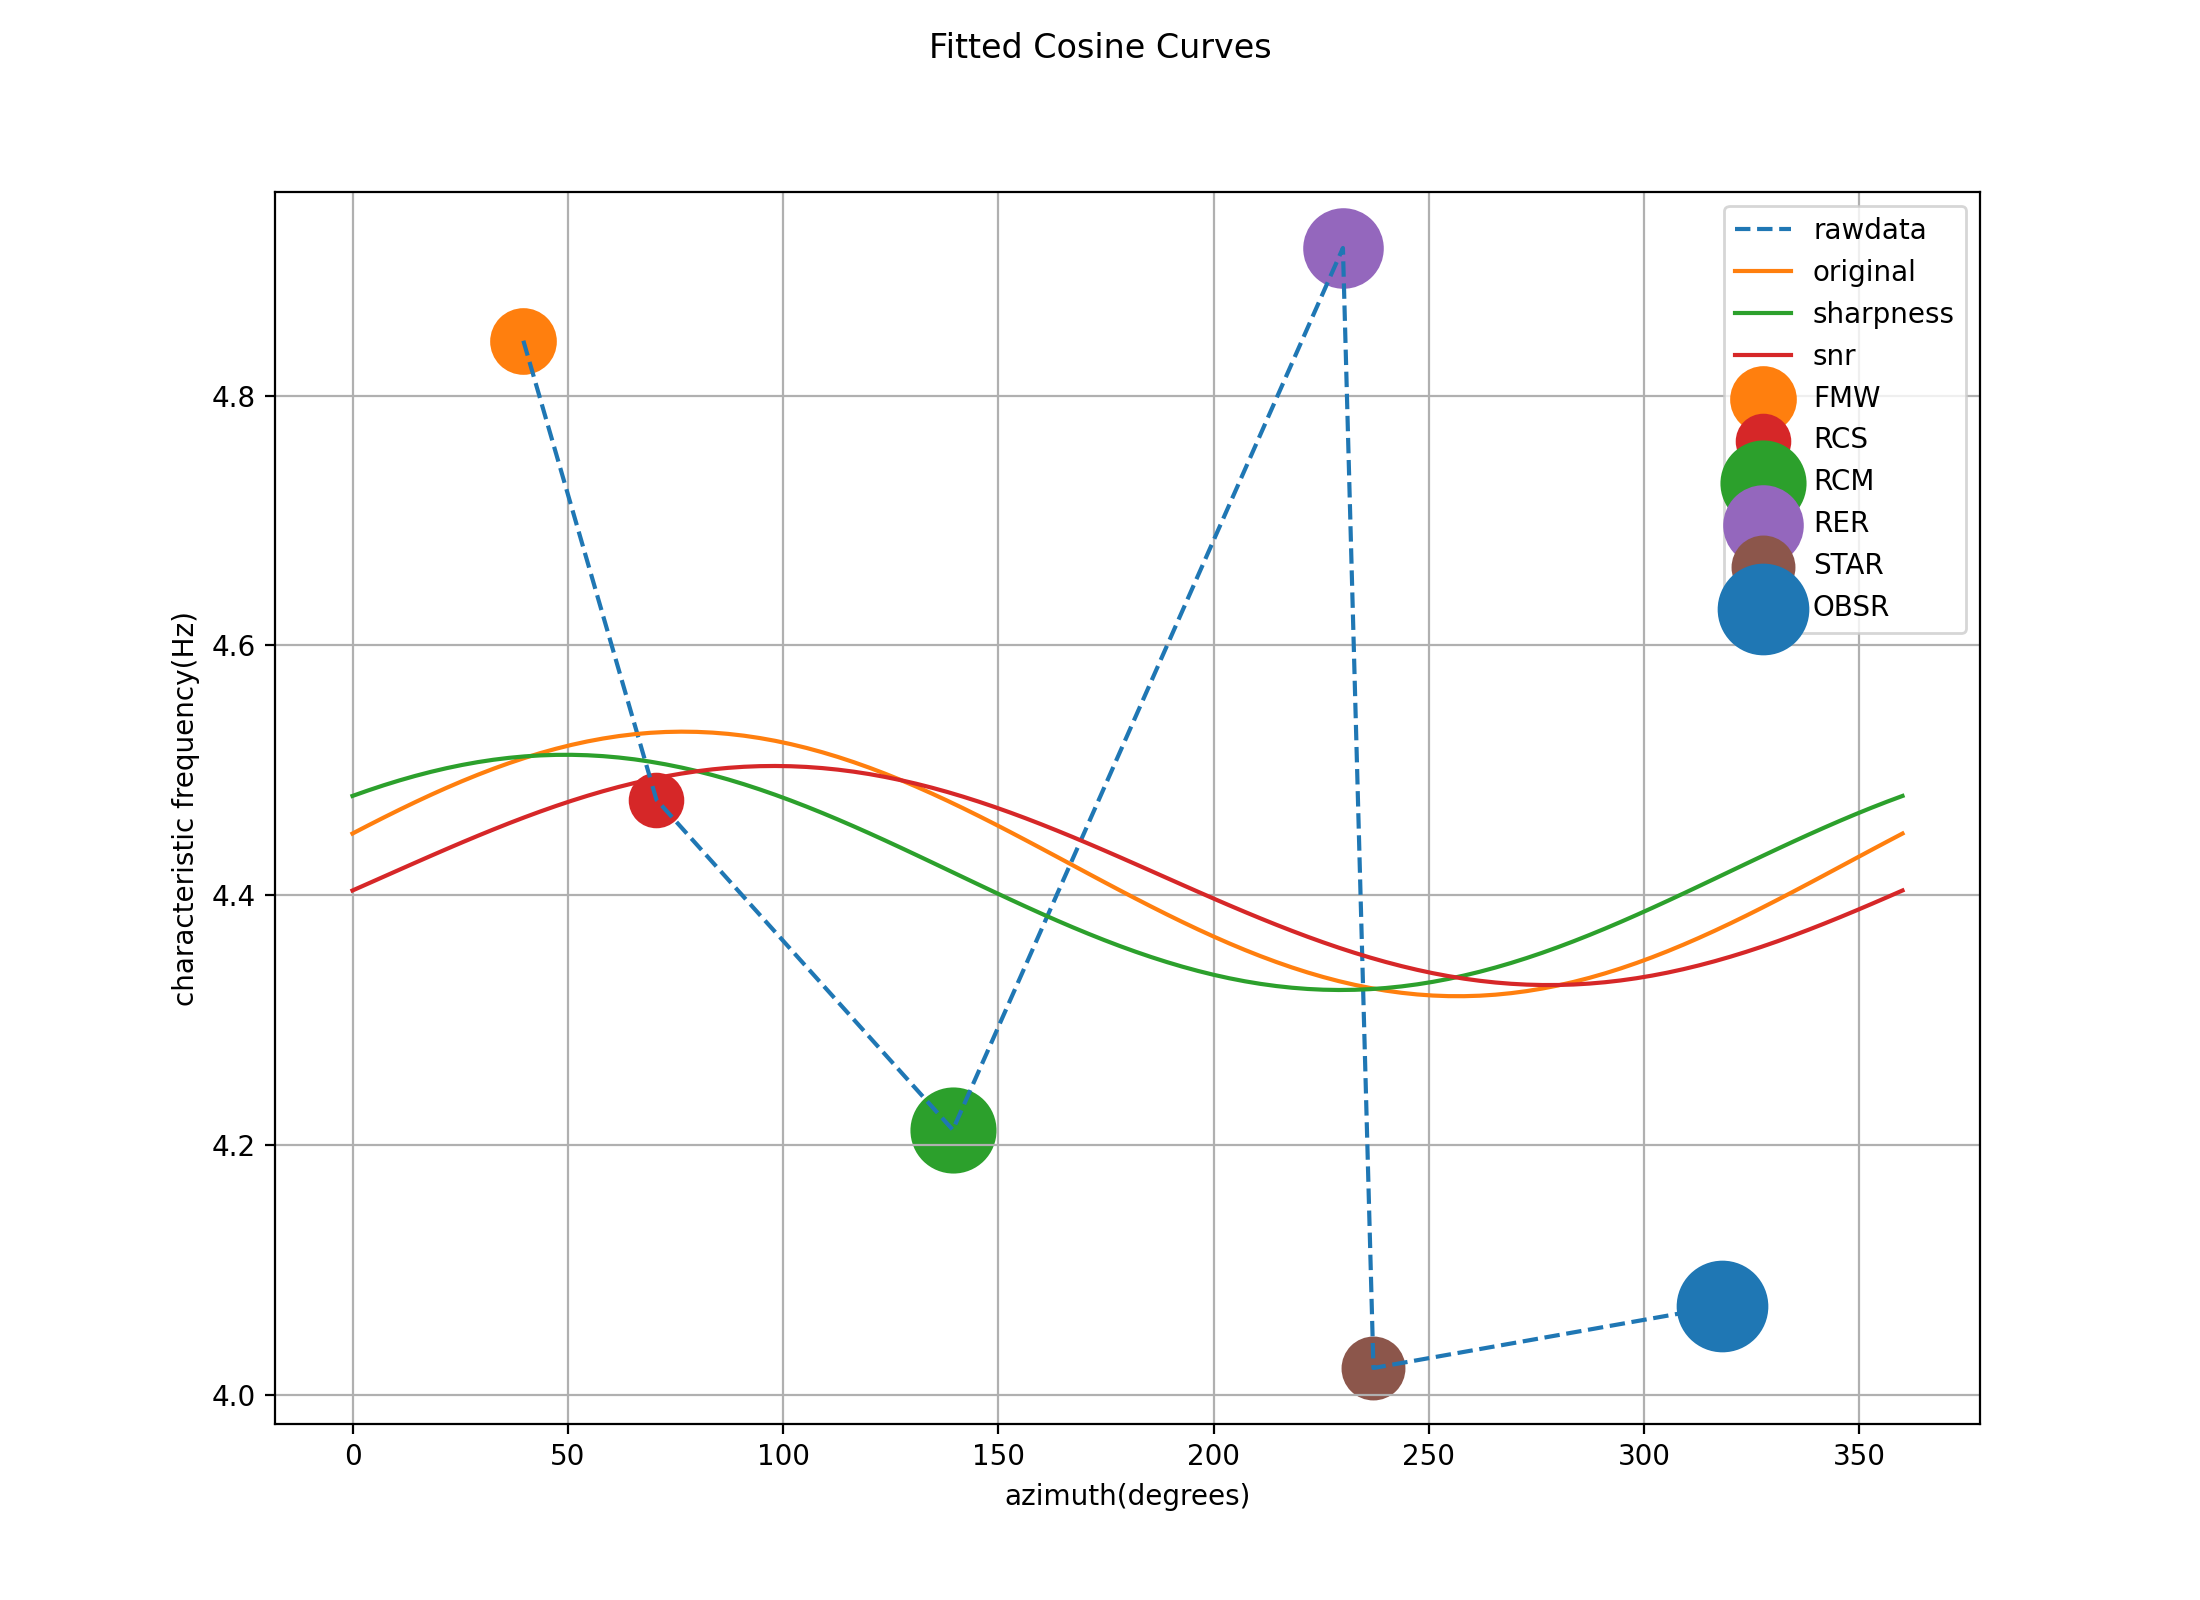 Fitted Cosine Curves
rawdata
original
sharpness
snr
FMW
RCS
RCM
RER
STAR
OBSR
characteristic frequency(Hz)
4.8
4.6
4.4
4.2
4.0
0 50 100 150 200 250 300 350
azimuth(degrees)